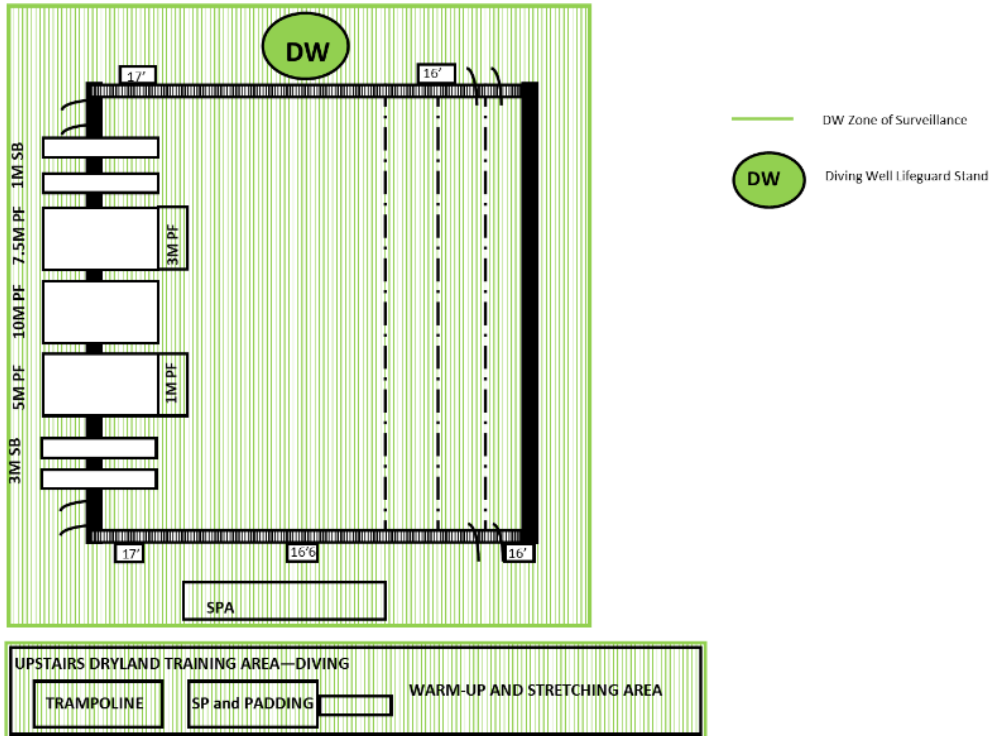 DW
17'
16'
DW Zone of Surveillance
DW
Diving Well Lifeguard Stand
1M SB
7.5M PF
3M PF
10M PF
5M PF
1M PF
3M SB
17'
16'6
16'
SPA
UPSTAIRS DRYLAND TRAINING AREA—DIVING
TRAMPOLINE
SP and PADDING
WARM-UP AND STRETCHING AREA